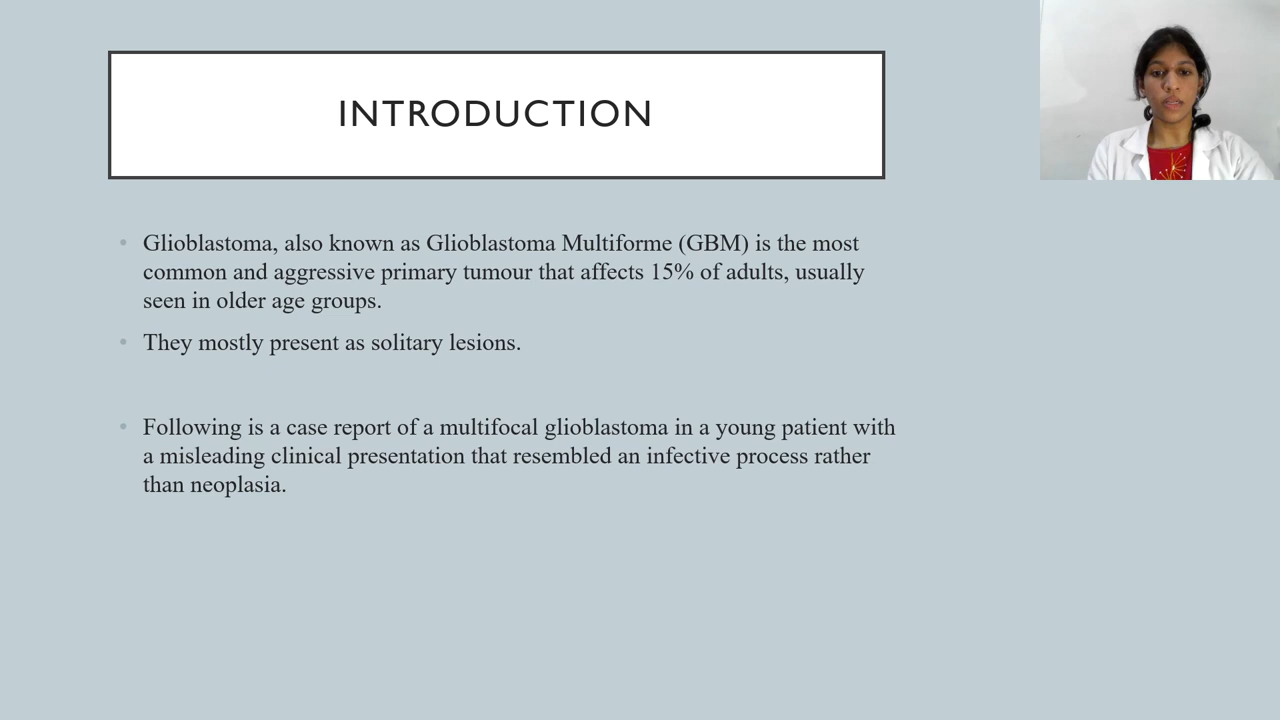 INTRODUCTION
• Glioblastoma, also known as Glioblastoma Multiforme (GBM) is the most
common and aggressive primary tumour that affects 15% of adults, usually
seen in older age groups.
• They mostly present as solitary lesions.
• Following is a case report of a multifocal glioblastoma in a young patient with
a misleading clinical presentation that resembled an infective process rather
than neoplasia.